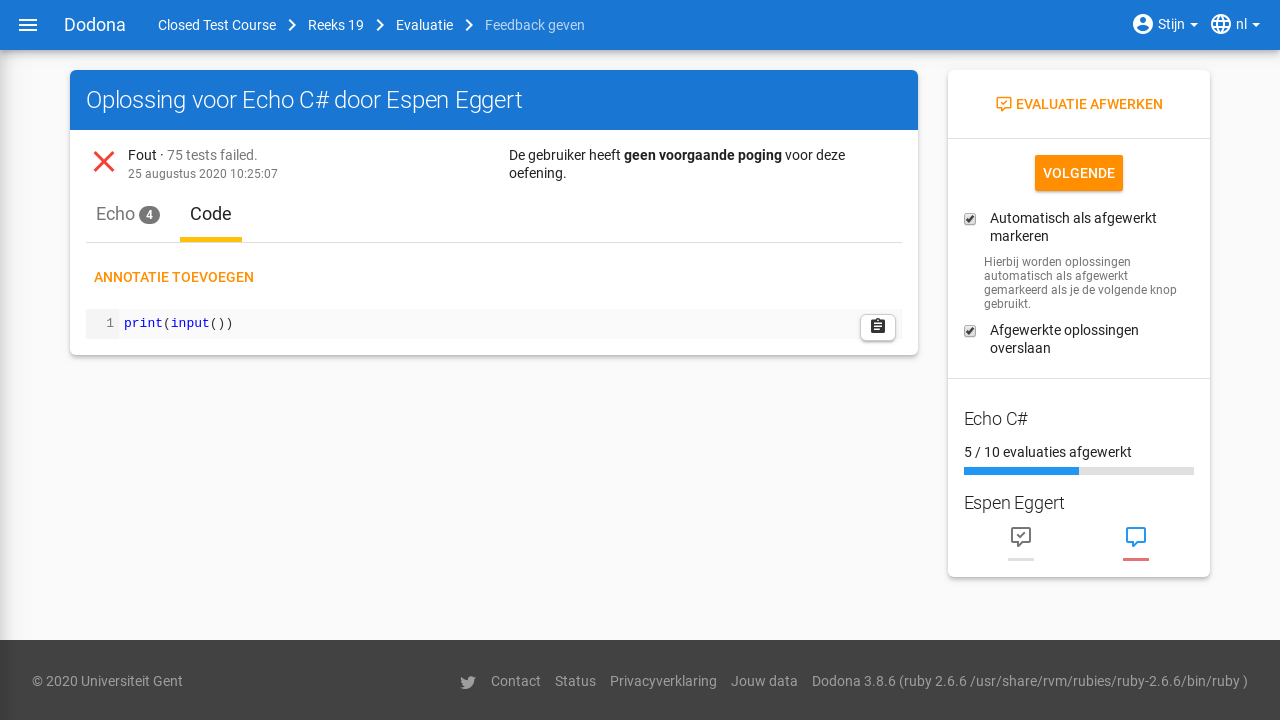 Dodona Closed Test Course Reeks 19 Evaluatie Feedback geven Stijn nl
Oplossing voor Echo C# door Espen Eggert
Fout · 75 tests failed.
25 augustus 2020 10:25:07
De gebruiker heeft geen voorgaande poging voor deze
oefening.
Echo 4 Code
ANNOTATIE TOEVOEGEN
1 print(input())
EVALUATIE AFWERKEN
VOLGENDE
Automatisch als afgewerkt
markeren
Hierbij worden oplossingen
automatisch als afgewerkt
gemarkeerd als je de volgende knop
gebruikt.
Afgewerkte oplossingen
overslaan
Echo C#
5 / 10 evaluaties afgewerkt
Espen Eggert
© 2020 Universiteit Gent Contact Status Privacyverklaring Jouw data Dodona 3.8.6 (ruby 2.6.6 /usr/share/rvm/rubies/ruby-2.6.6/bin/ruby )